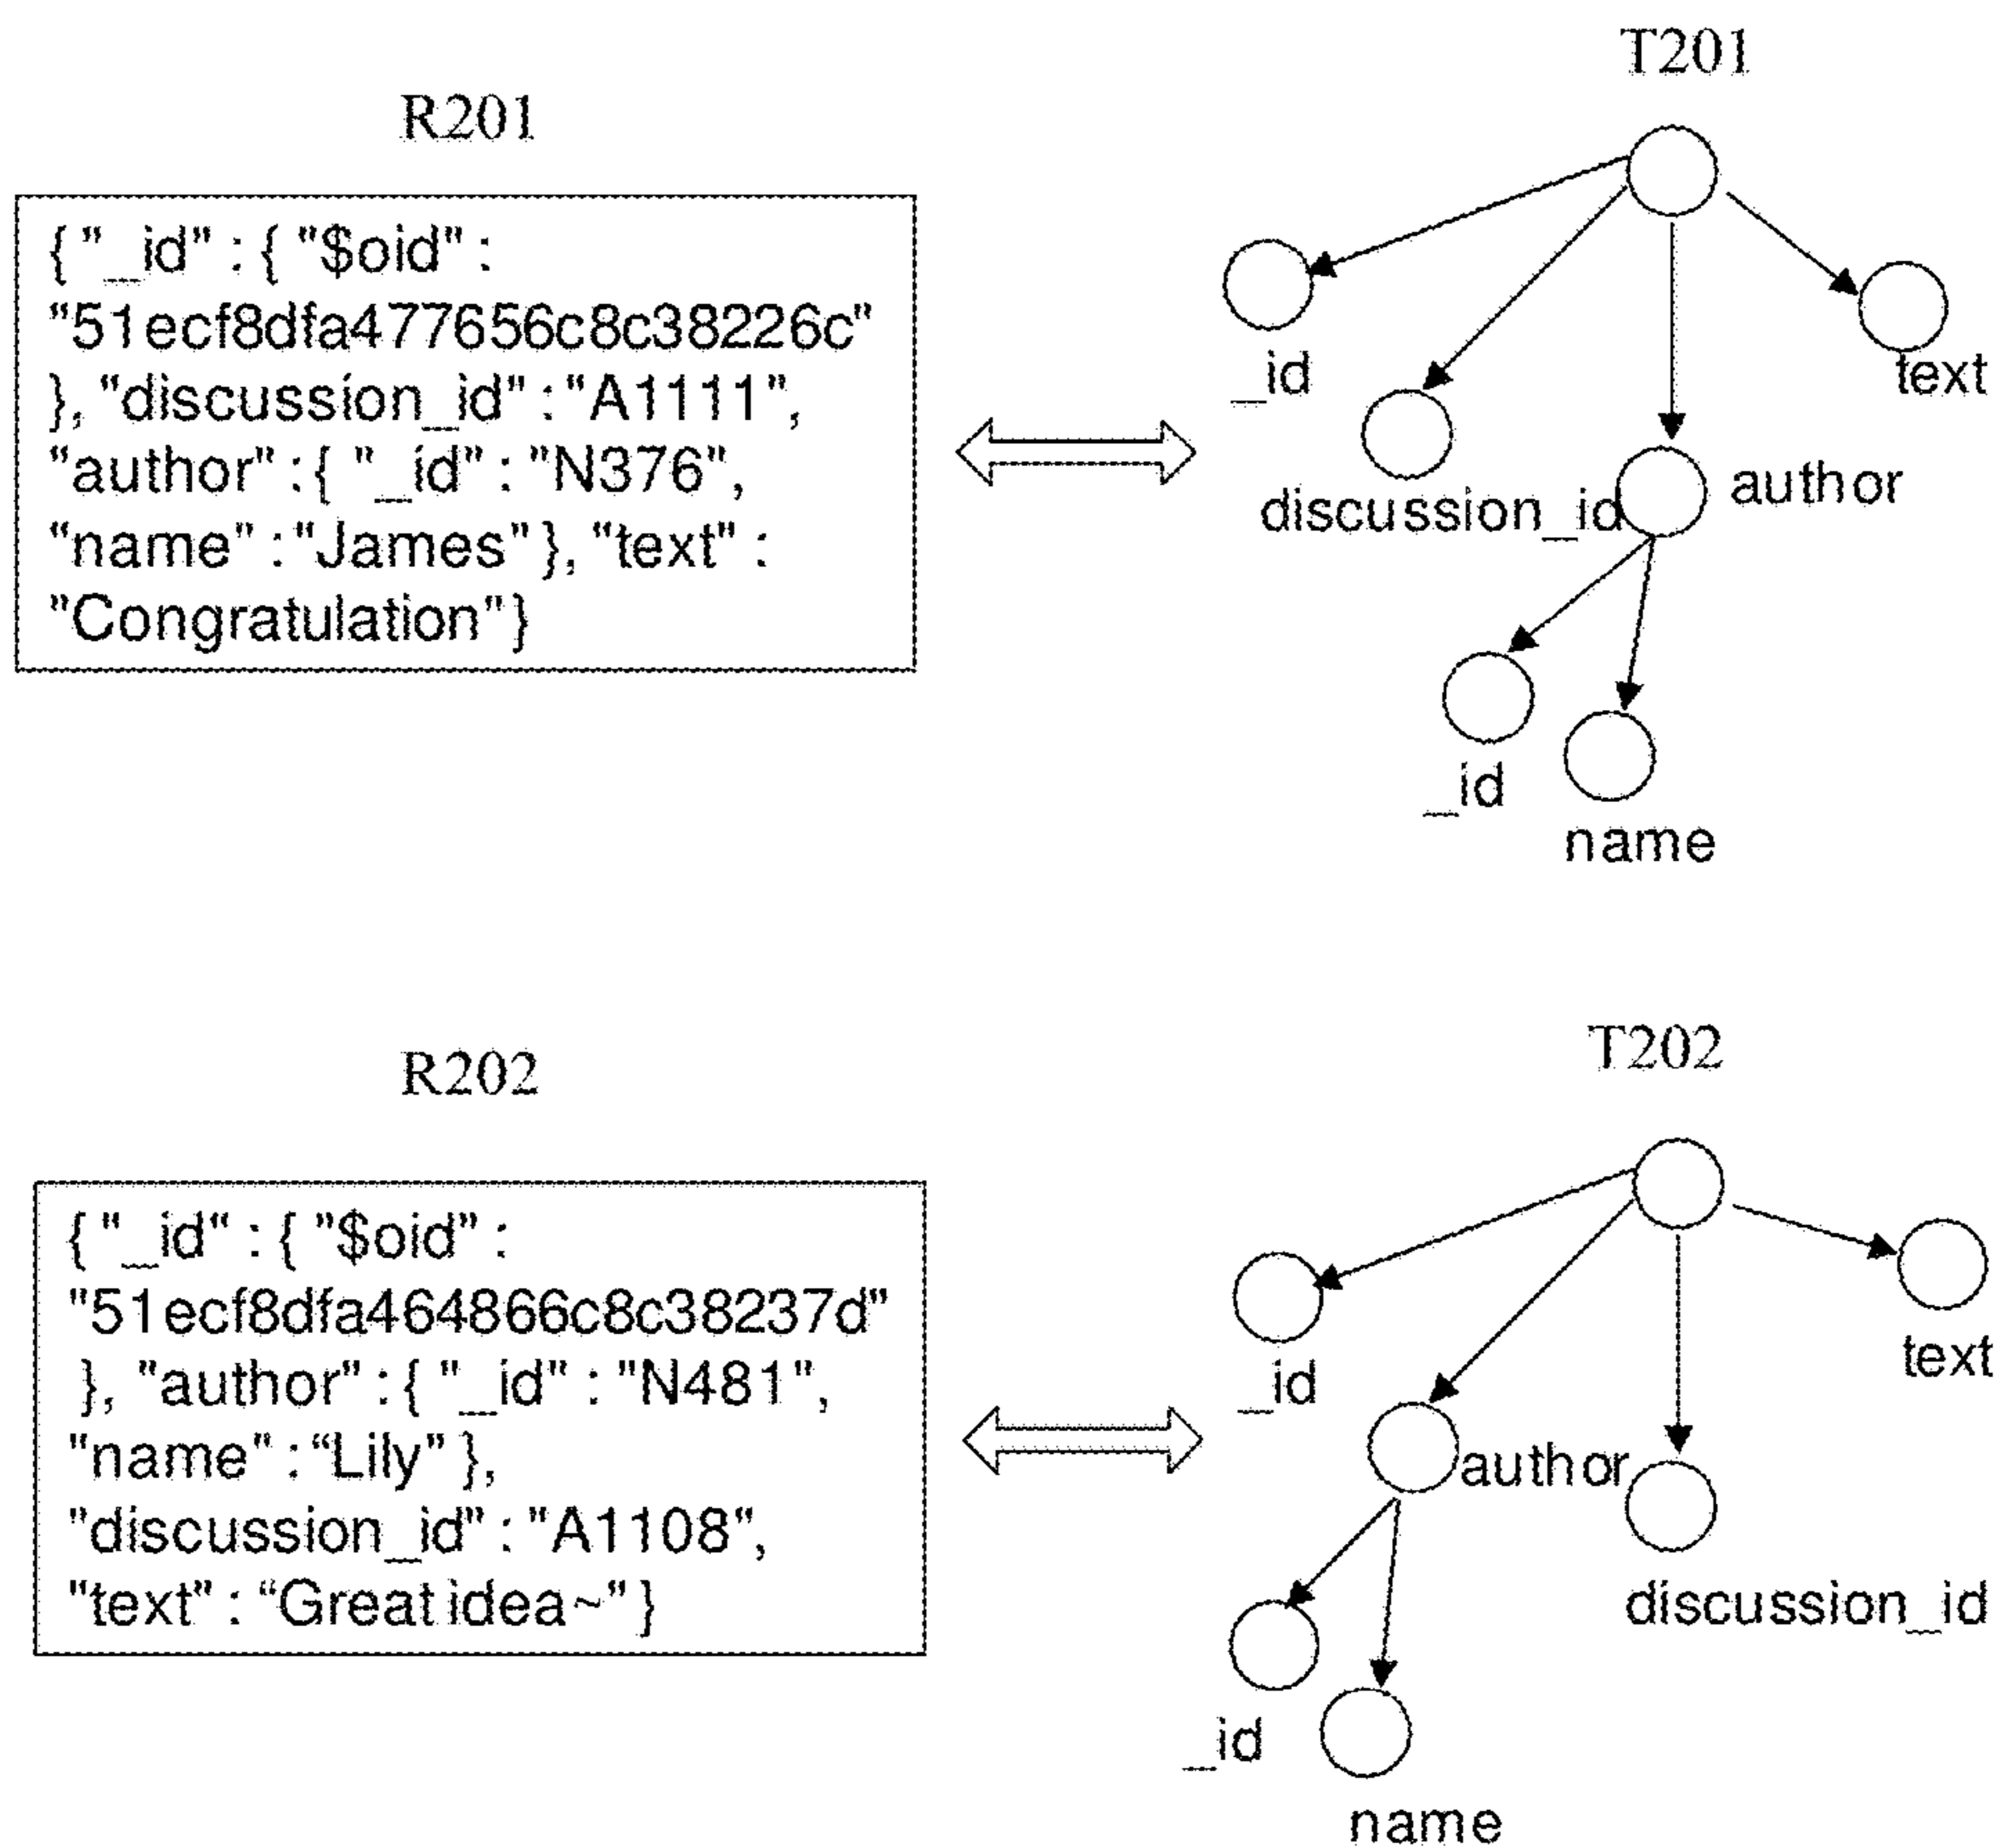 T201
R201
{ "_id" : { "$oid" :
"51ecf8dfa477656c8c38226c"
}, "discussion_id" : "A1111",
"author" : { "_id" : "N376",
"name" : "James" }, "text" :
"Congratulation" }
_id
text
discussion_id
author
_id
name
T202
R202
{ "_id“ : { "$oid" :
"51ecf8dfa464866c8c38237d"
}, "author" : { "_id" : "N481",
"name" : “Lily" },
"discussion_id" : "A1108",
"text" : “Great idea~" }
_id
text
author
discussion_id
_id
name